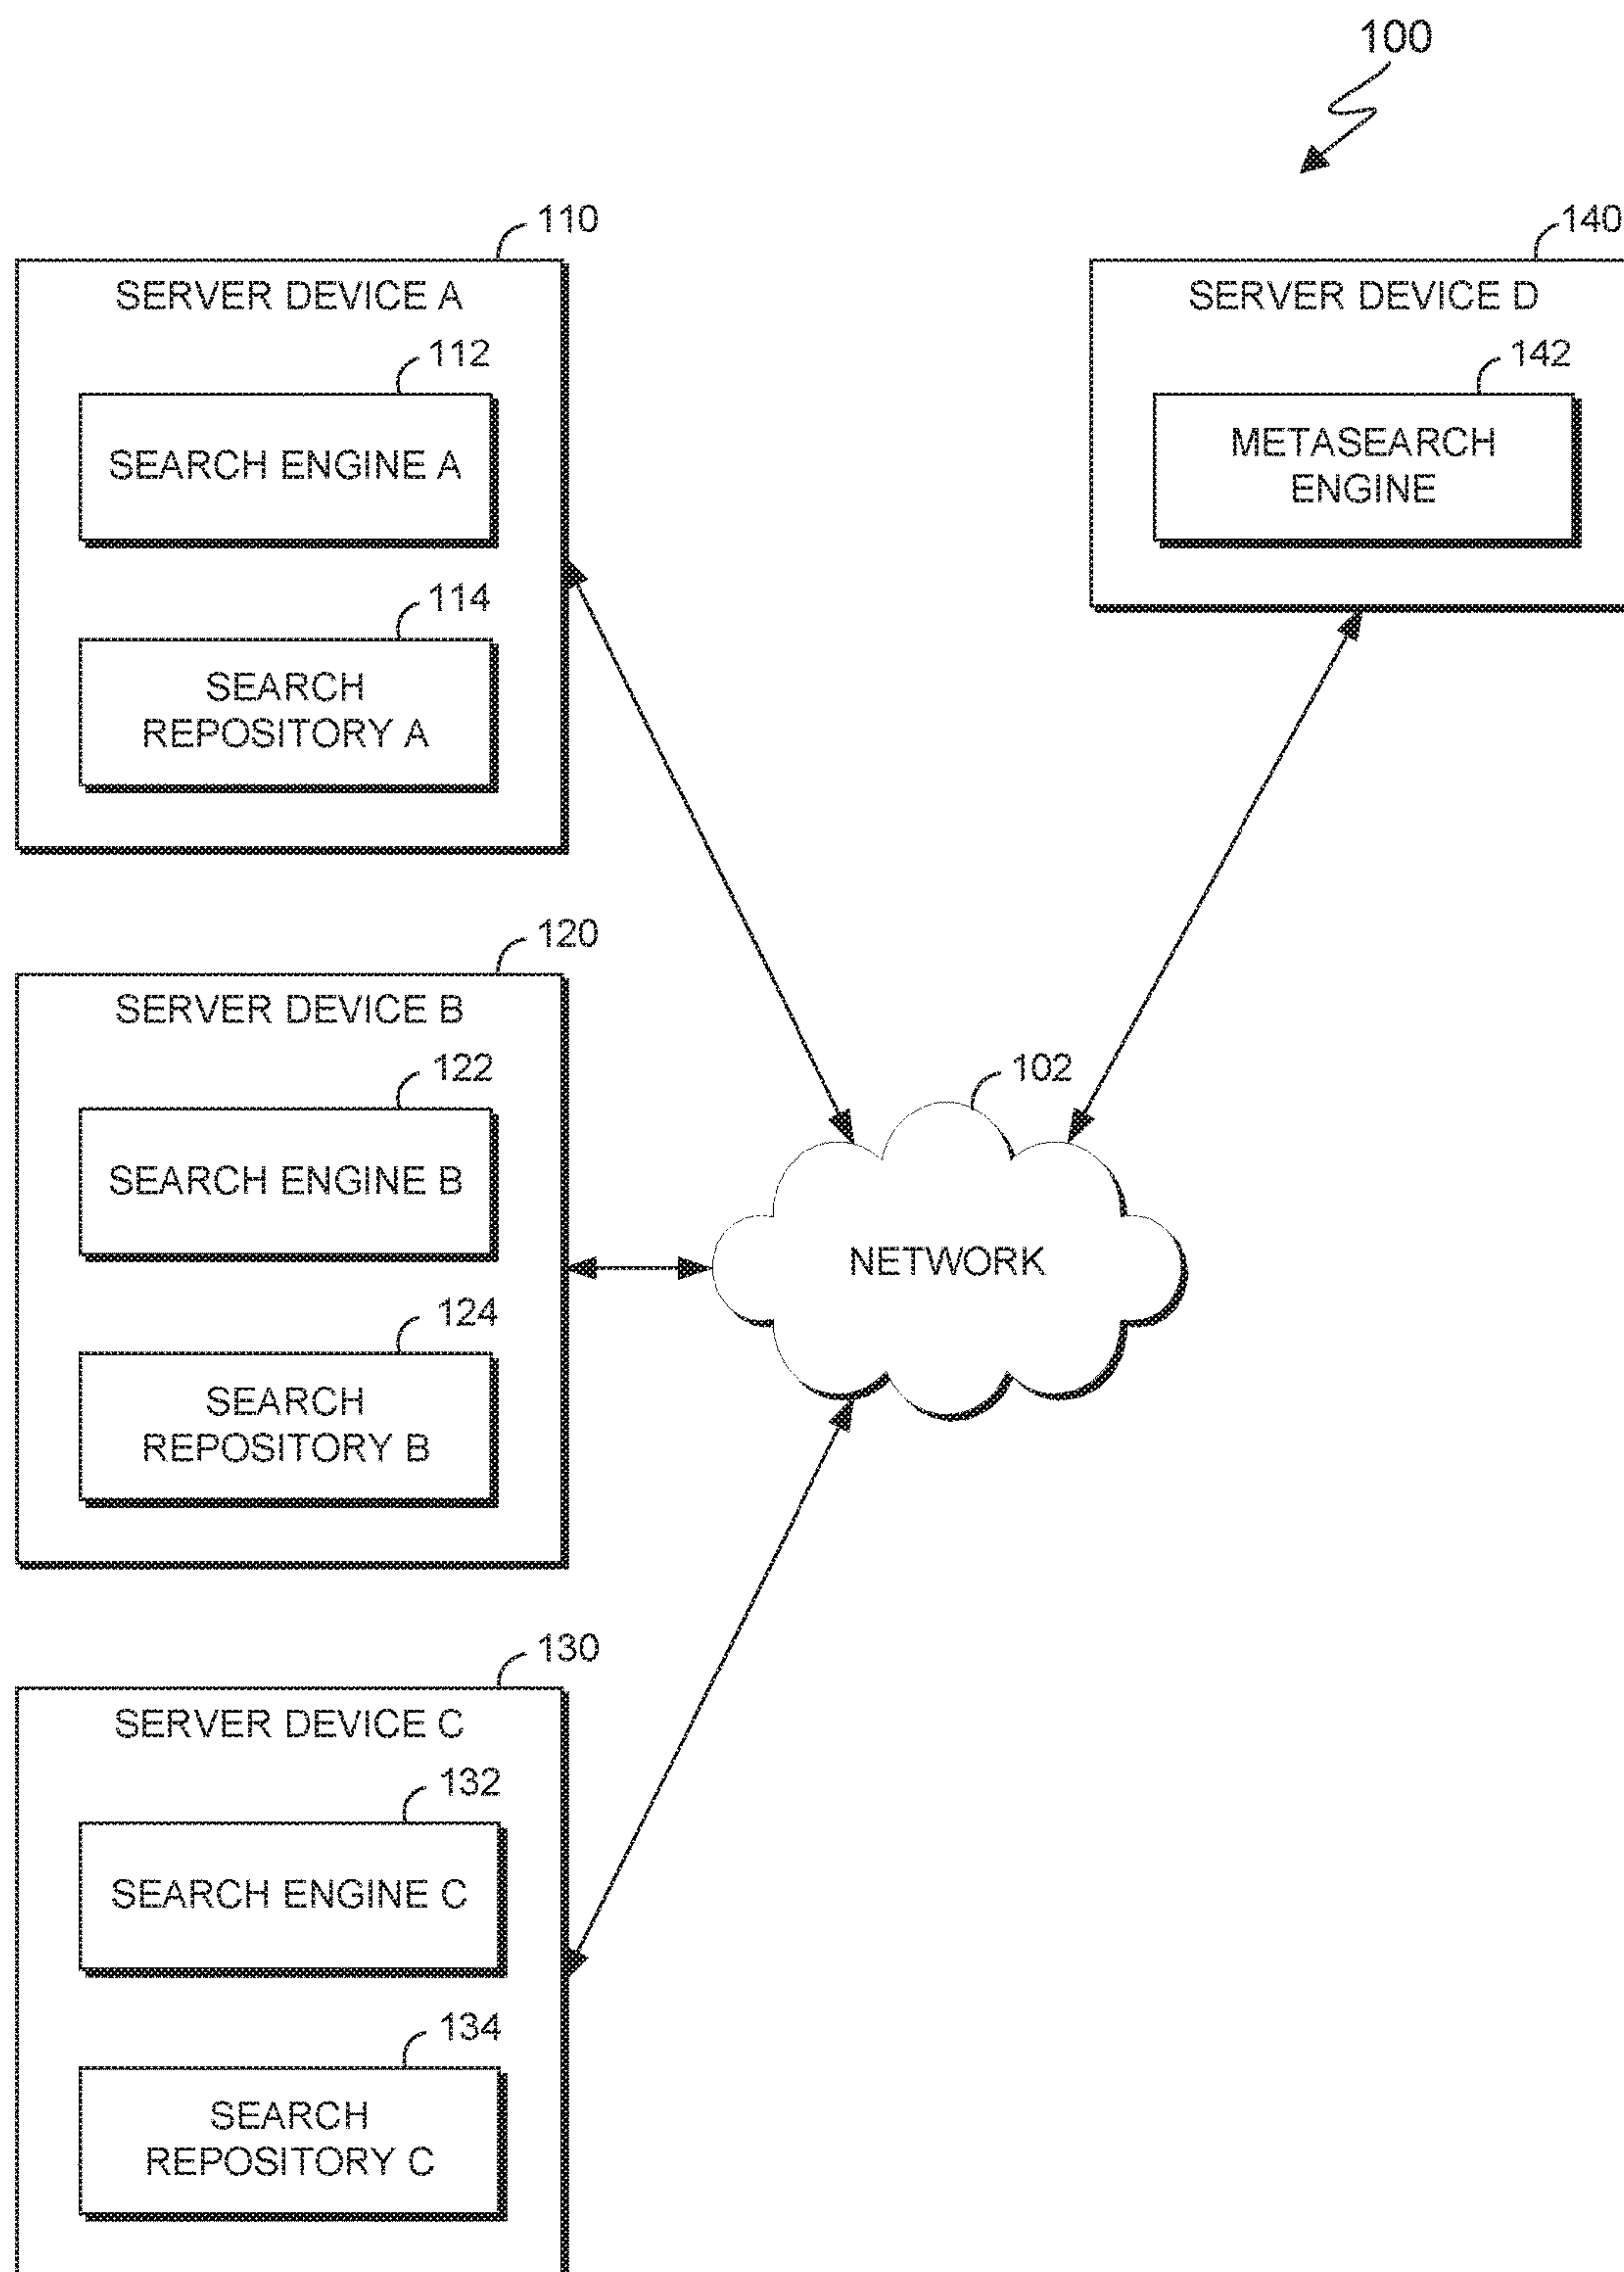 100
110
SERVER DEVICE A
112
SEARCH ENGINE A
114
SEARCH
REPOSITORY A
140
SERVER DEVICE D
142
METASEARCH
ENGINE
120
SERVER DEVICE B
122
SEARCH ENGINE B
124
SEARCH
REPOSITORY B
102
NETWORK
130
SERVER DEVICE C
132
SEARCH ENGINE C
134
SEARCH
REPOSITORY C